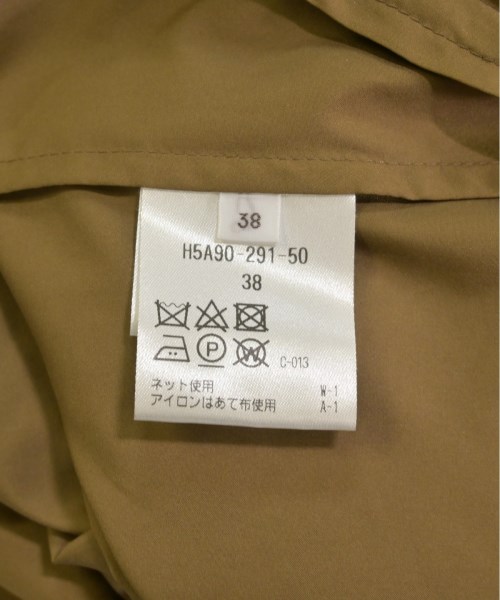 38
H5A90-291-50
38
P W C-013
ネット使用 W-1
アイロンはあて布使用 A-1